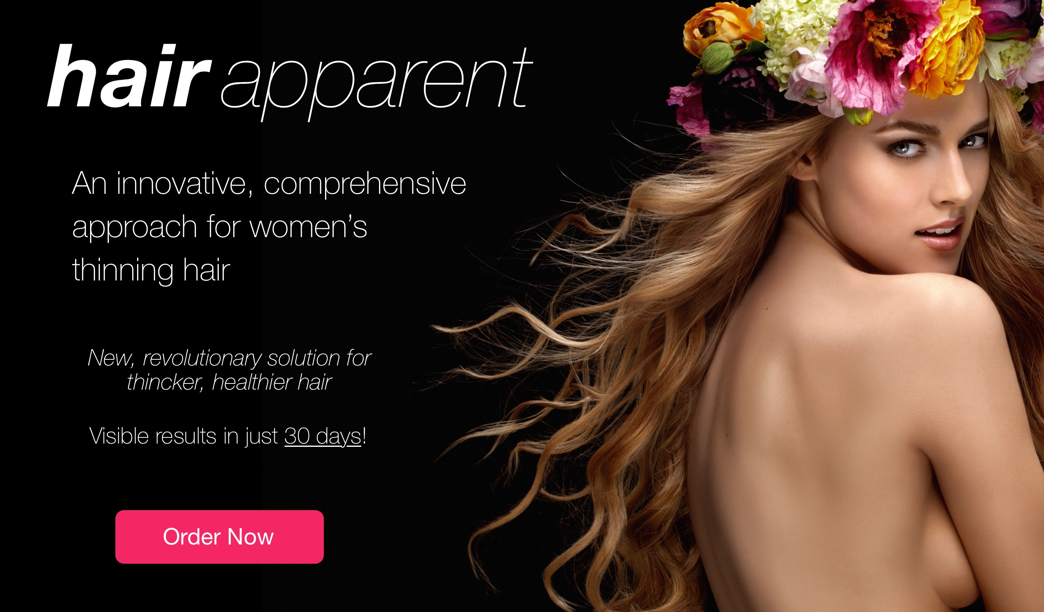 hair apparent
An innovative, comprehensive
approach for women’s
thinning hair
New, revolutionary solution for
thincker, healthier hair
Visible results in just 30 days!
Order Now